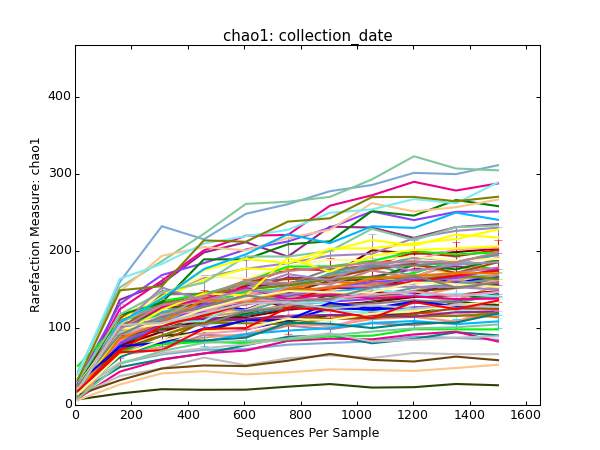 chao1: collection_date
400
300
200
100
0
Rarefaction Measure: chao1
0 200 400 600 800 1000 1200 1400 1600
Sequences Per Sample